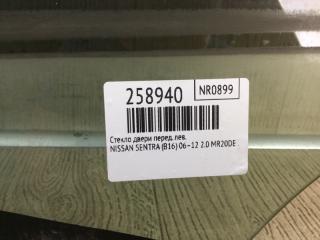 258940
NR0899
Стекло двери перед. лев.
NISSAN SENTRA (B16) 06-12 2.0 MR20DE